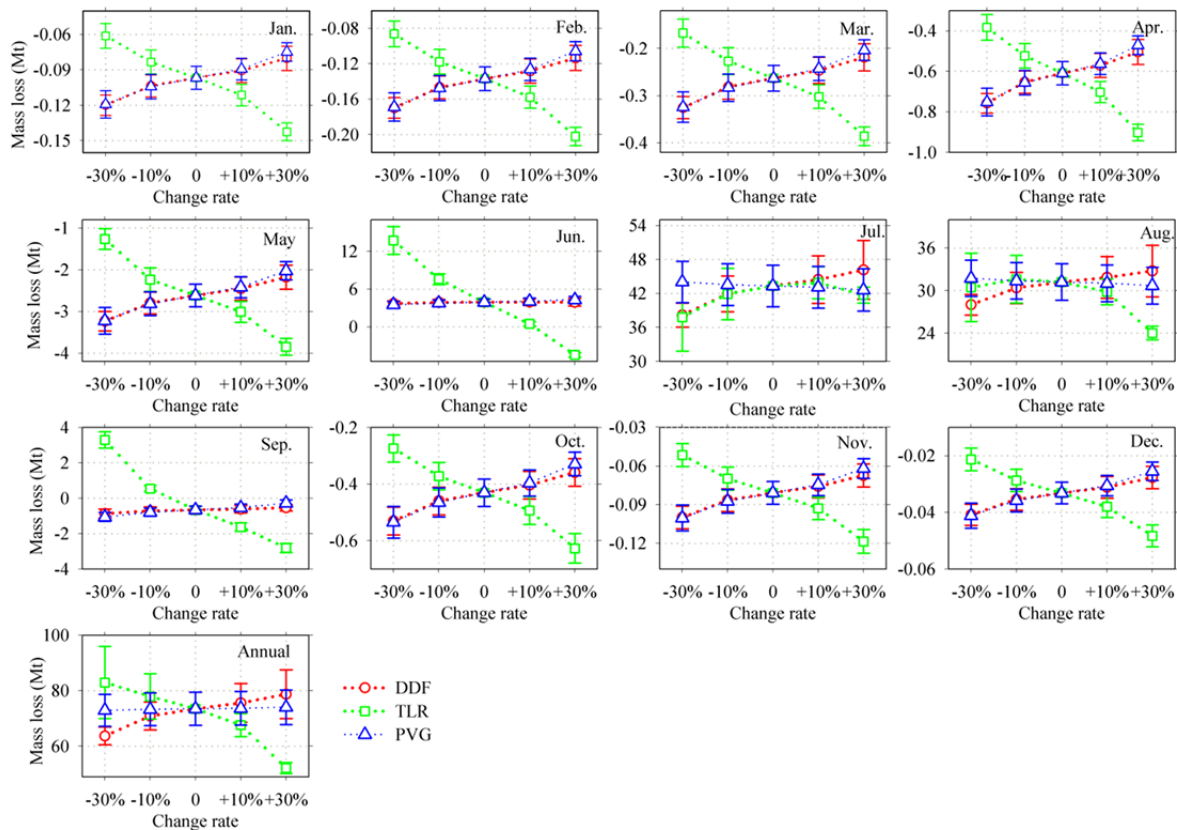 Jan.
Feb.
Mar.
Apr.
Mass loss (Mt)
-0.06
-0.09
-0.12
-0.15
-0.08
-0.12
-0.16
-0.20
-0.2
-0.3
-0.4
-0.4
-0.6
-0.8
-1.0
-30% -10% 0 +10% +30%
-30% -10% 0 +10% +30%
-30% -10% 0 +10% +30%
-30% -10% 0 +10% +30%
Change rate
Change rate
Change rate
Change rate
May
Jun.
Jul.
Aug.
Mass loss (Mt)
-1
-2
-3
-4
12
6
0
54
48
42
36
30
36
30
24
-30% -10% 0 +10% +30%
-30% -10% 0 +10% +30%
-30% -10% 0 +10% +30%
-30% -10% 0 +10% +30%
Change rate
Change rate
Change rate
Change rate
Sep.
Oct.
Nov.
Dec.
Mass loss (Mt)
4
2
0
-2
-4
-0.2
-0.4
-0.6
-0.03
-0.06
-0.09
-0.12
-0.02
-0.04
-0.06
-30% -10% 0 +10% +30%
-30% -10% 0 +10% +30%
-30% -10% 0 +10% +30%
-30% -10% 0 +10% +30%
Change rate
Change rate
Change rate
Change rate
Annual
Mass loss (Mt)
100
80
60
-30% -10% 0 +10% +30%
Change rate
DDF
TLR
PVG